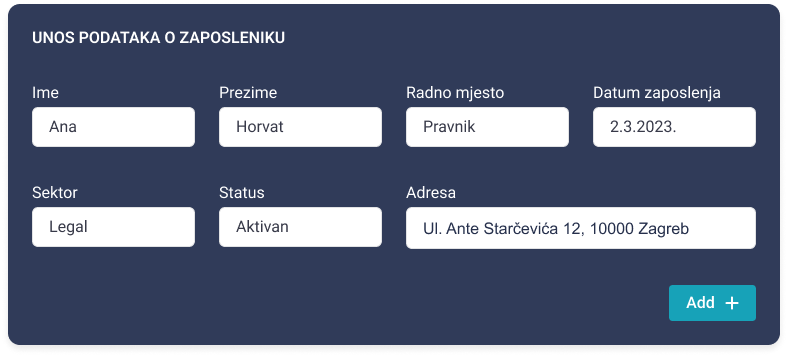 UNOS PODATAKA O ZAPOSLENIKU
Ime Prezime Radno mjesto Datum zaposlenja
Ana Horvat Pravnik 2.3.2023.
Sektor Status Adresa
Legal Aktivan Ul. Ante Starčevića 12, 10000 Zagreb
Add +